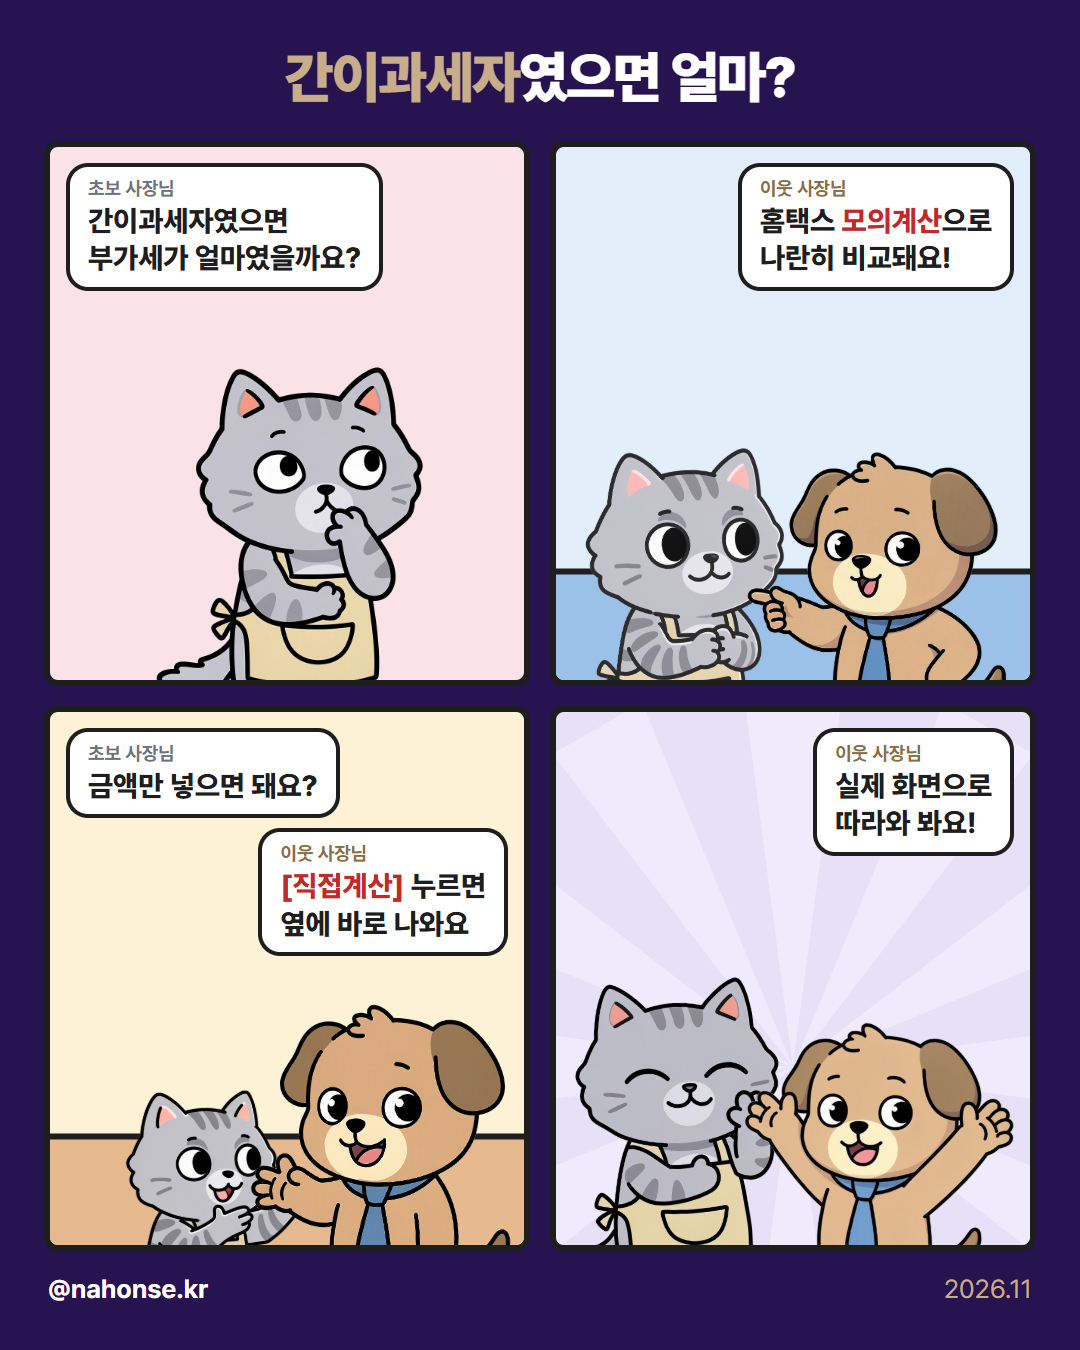 간이과세자였으면 얼마?
초보 사장님
간이과세자였으면
부가세가 얼마였을까요?
이웃 사장님
홈택스 모의계산으로
나란히 비교돼요!
초보 사장님
금액만 넣으면 돼요?
이웃 사장님
[직접계산] 누르면
옆에 바로 나와요
이웃 사장님
실제 화면으로
따라와 봐요!
@nahonse.kr
2026.11